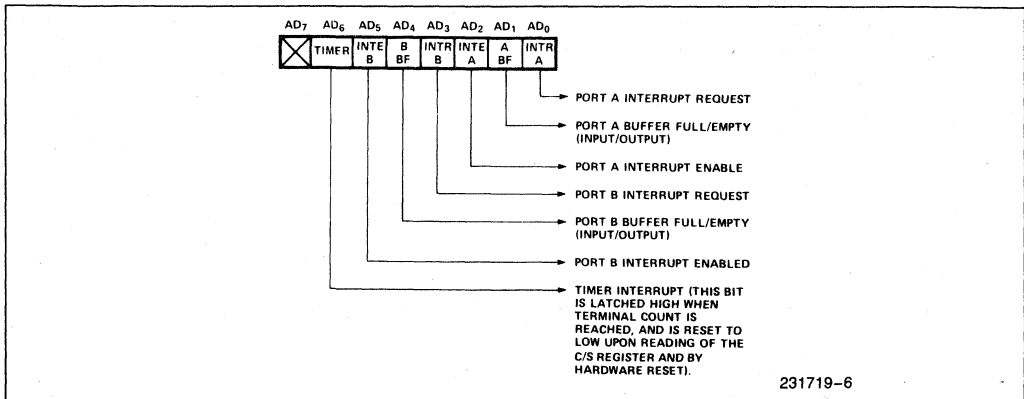 AD7 AD6 AD5 AD4 AD3 AD2 AD1 AD0
TIMER INTE B B BF INTR B INTE A A BF INTR A
PORT A INTERRUPT REQUEST
PORT A BUFFER FULL/EMPTY
(INPUT/OUTPUT)
PORT A INTERRUPT ENABLE
PORT B INTERRUPT REQUEST
PORT B BUFFER FULL/EMPTY
(INPUT/OUTPUT)
PORT B INTERRUPT ENABLED
TIMER INTERRUPT (THIS BIT
IS LATCHED HIGH WHEN
TERMINAL COUNT IS
REACHED, AND IS RESET TO
LOW UPON READING OF THE
C/S REGISTER AND BY
HARDWARE RESET).
231719–6